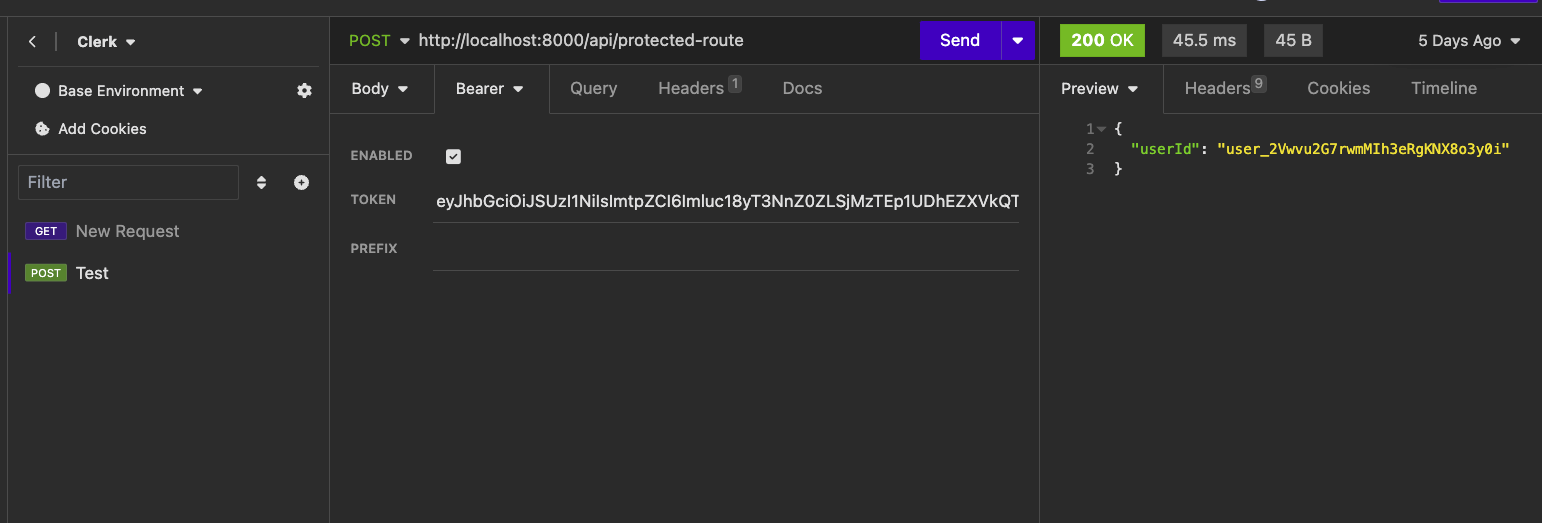 Clerk
Base Environment
Add Cookies
Filter
GET New Request
POST Test
POST http://localhost:8000/api/protected-route Send
Body Bearer Query Headers 1 Docs
ENABLED
TOKEN eyJhbGciOiJSUzI1NiIsImtpZCI6Imluc18yT3NnZ0ZLSjMzTEp1UDhEZXVkQT
PREFIX
200 OK 45.5 ms 45 B 5 Days Ago
Preview Headers 9 Cookies Timeline
1 {
2 "userId": "user_2Vwvu2G7rwmMIh3eRgKNX8o3y0i"
3 }